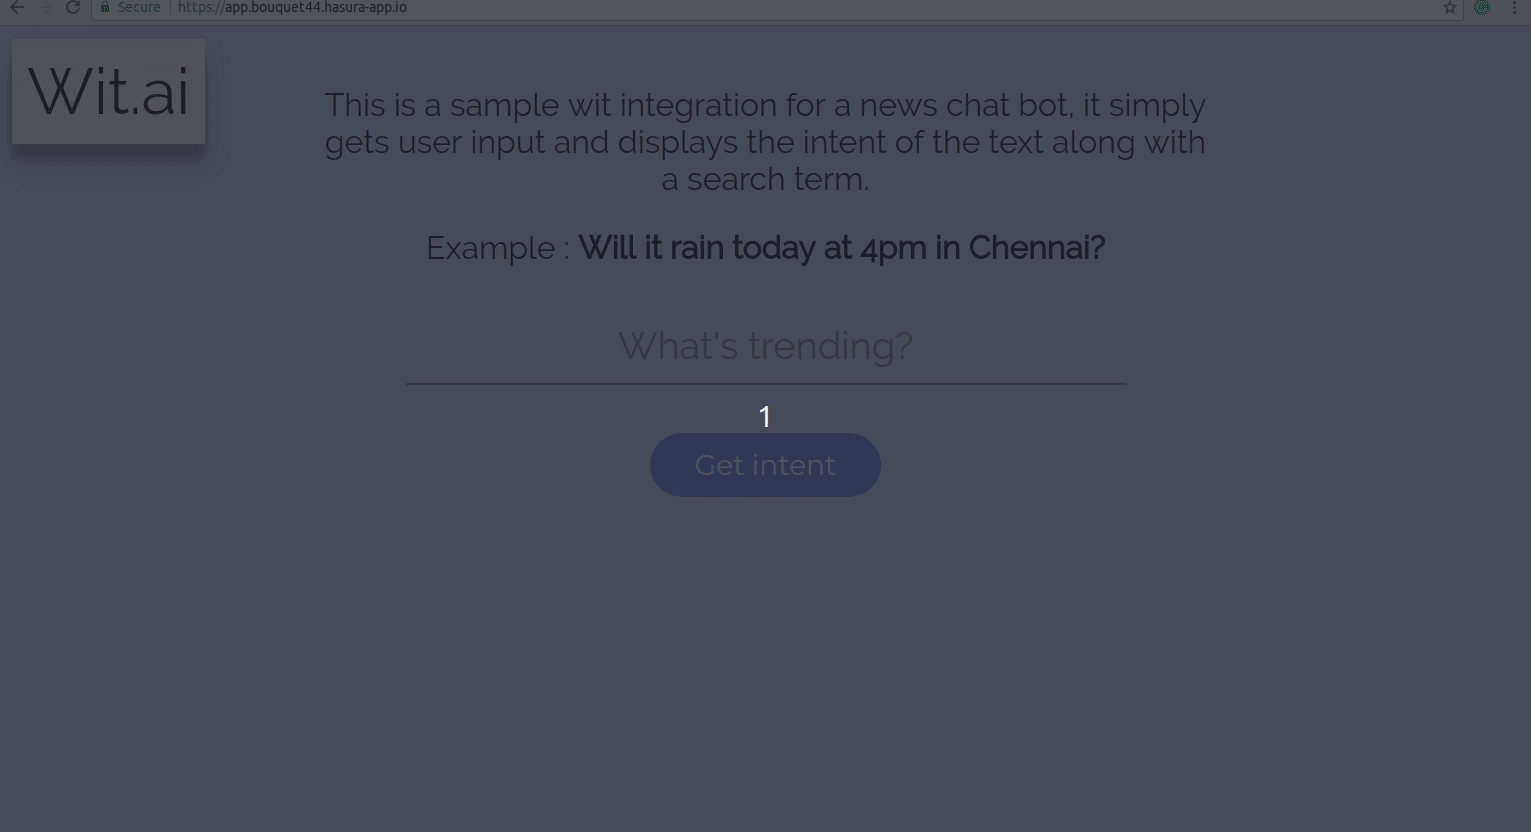 Secure https://app.bouquet44.hasura-app.io
Wit.ai
This is a sample wit integration for a news chat bot, it simply
gets user input and displays the intent of the text along with
a search term.
Example : Will it rain today at 4pm in Chennai?
What's trending?
1
Get intent